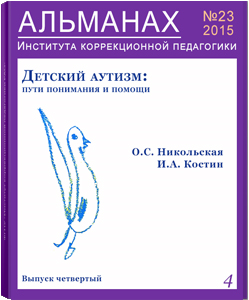 АЛЬМАНАХ
№23
2015
Института коррекционной педагогики
Детский аутизм:
пути понимания и помощи
О.С. Никольская
И.А. Костин
Выпуск четвертый
4